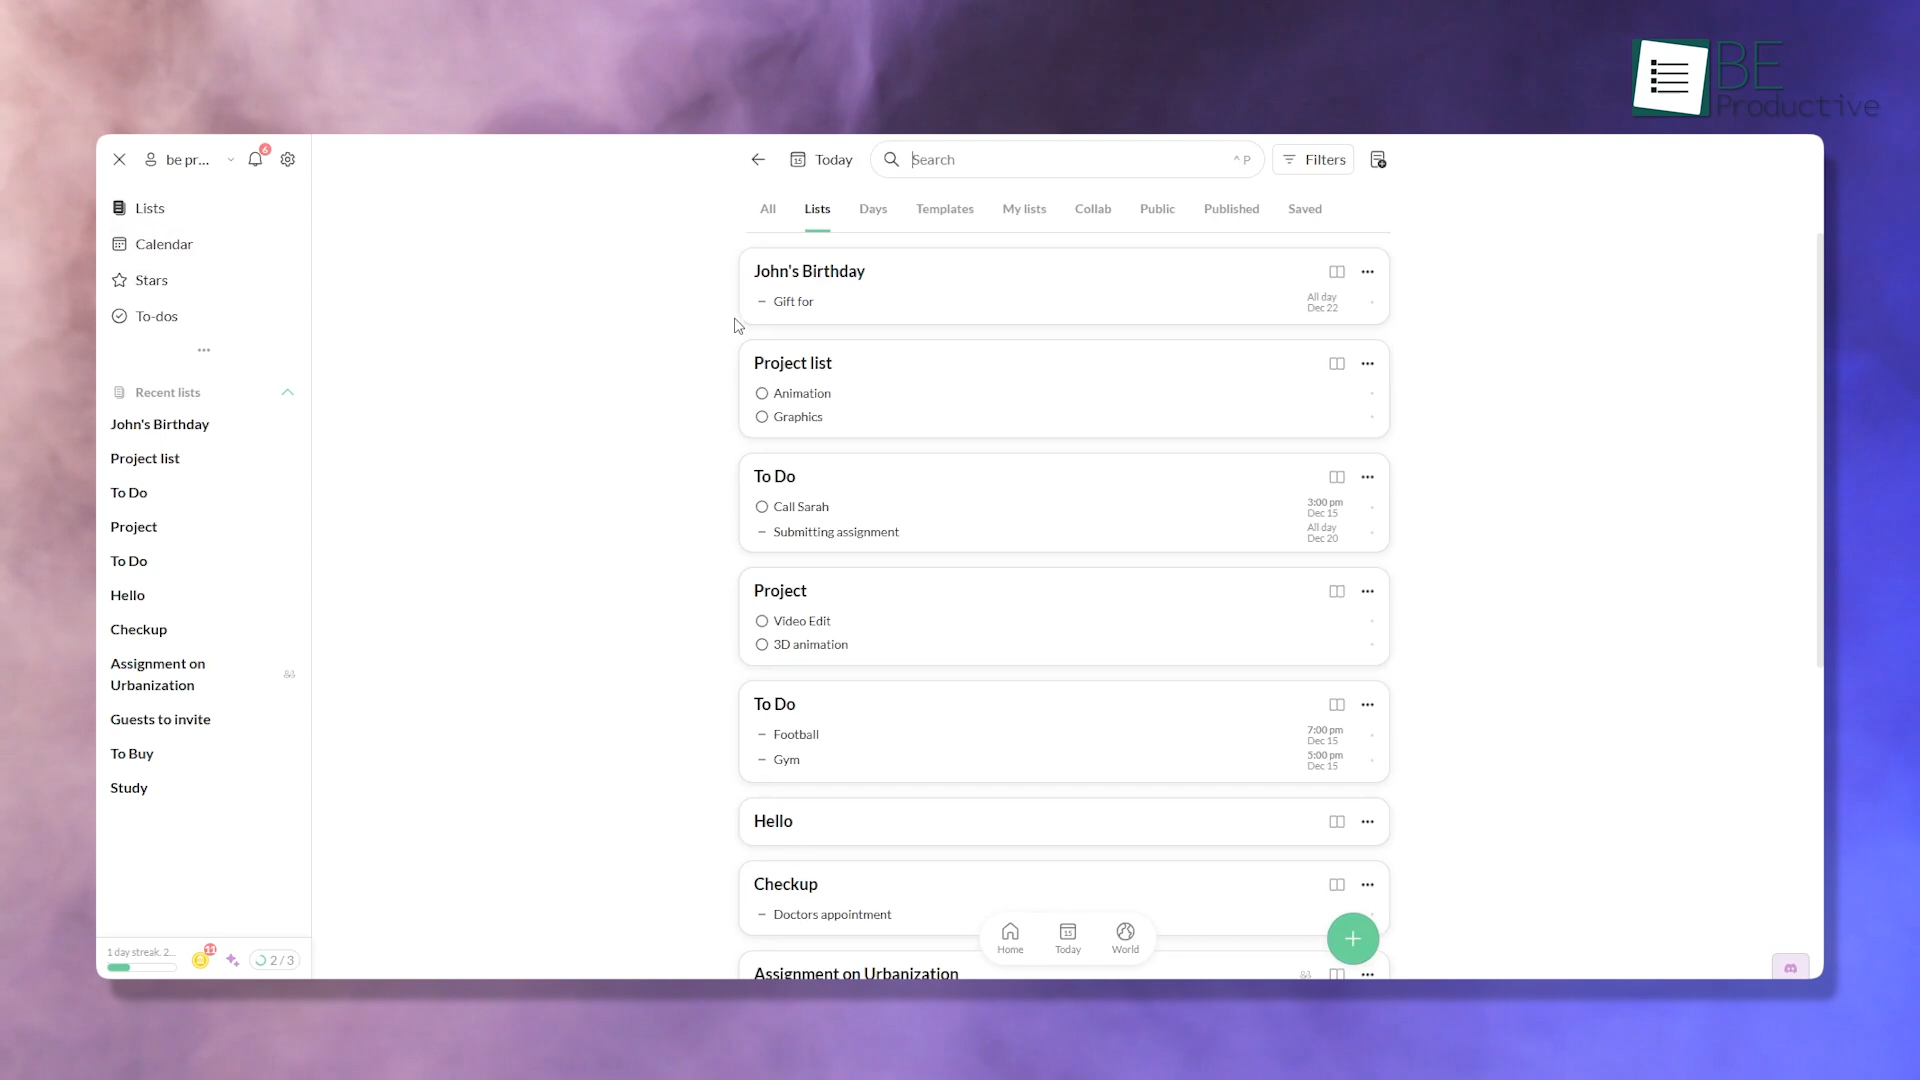 BE
Productive
be pr...
6
Today
Search
^ P
Filters
Lists
Calendar
Stars
To-dos
Recent lists
John's Birthday
Project list
To Do
Project
To Do
Hello
Checkup
Assignment on
Urbanization
Guests to invite
To Buy
Study
1 day streak. 2...
11
2 / 3
All
Lists
Days
Templates
My lists
Collab
Public
Published
Saved
John's Birthday
– Gift for
All day
Dec 22
Project list
Animation
Graphics
To Do
Call Sarah
3:00 pm
Dec 15
– Submitting assignment
All day
Dec 20
Project
Video Edit
3D animation
To Do
– Football
7:00 pm
Dec 15
– Gym
5:00 pm
Dec 15
Hello
Checkup
– Doctors appointment
Assignment on Urbanization
Home
15
Today
World